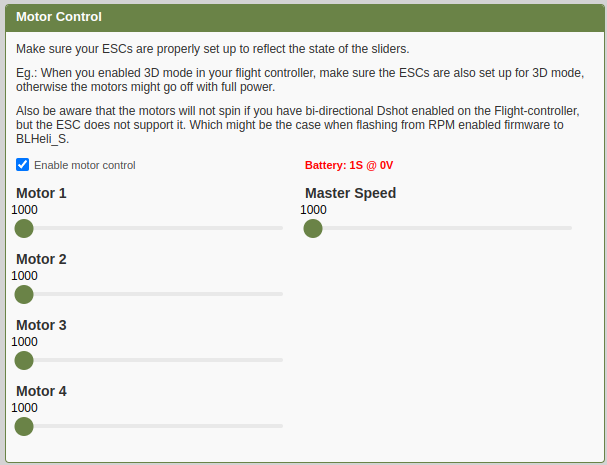 Motor Control
Make sure your ESCs are properly set up to reflect the state of the sliders.
Eg.: When you enabled 3D mode in your flight controller, make sure the ESCs are also set up for 3D mode,
otherwise the motors might go off with full power.
Also be aware that the motors will not spin if you have bi-directional Dshot enabled on the Flight-controller,
but the ESC does not support it. Which might be the case when flashing from RPM enabled firmware to
BLHeli_S.
Enable motor control
Battery: 1S @ 0V
Motor 1
1000
Master Speed
1000
Motor 2
1000
Motor 3
1000
Motor 4
1000